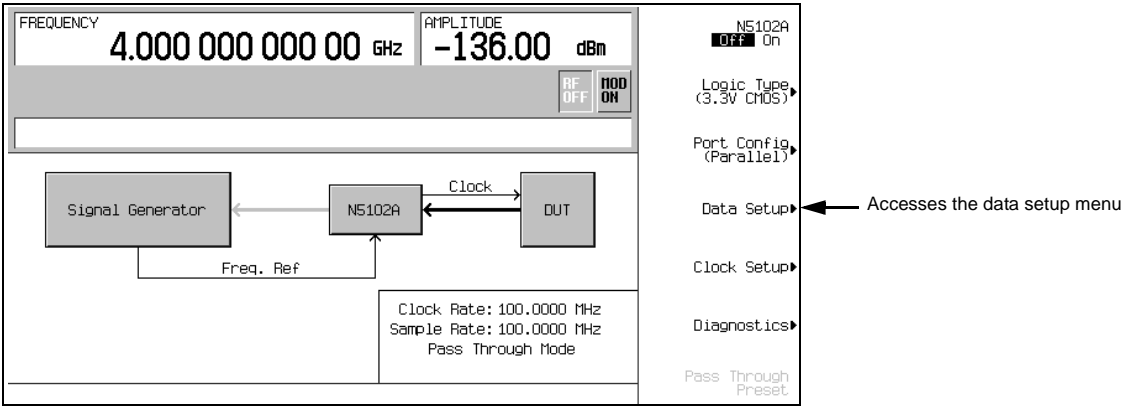 FREQUENCY
4.000 000 000 00 GHz
AMPLITUDE
-136.00 dBm
RF OFF
MOD ON
N5102A
Off On
Logic Type
(3.3V CMOS)
Port Config
(Parallel)
Data Setup
Accesses the data setup menu
Clock Setup
Diagnostics
Pass Through
Preset
Signal Generator
N5102A
Clock
DUT
Freq. Ref
Clock Rate: 100.0000 MHz
Sample Rate: 100.0000 MHz
Pass Through Mode